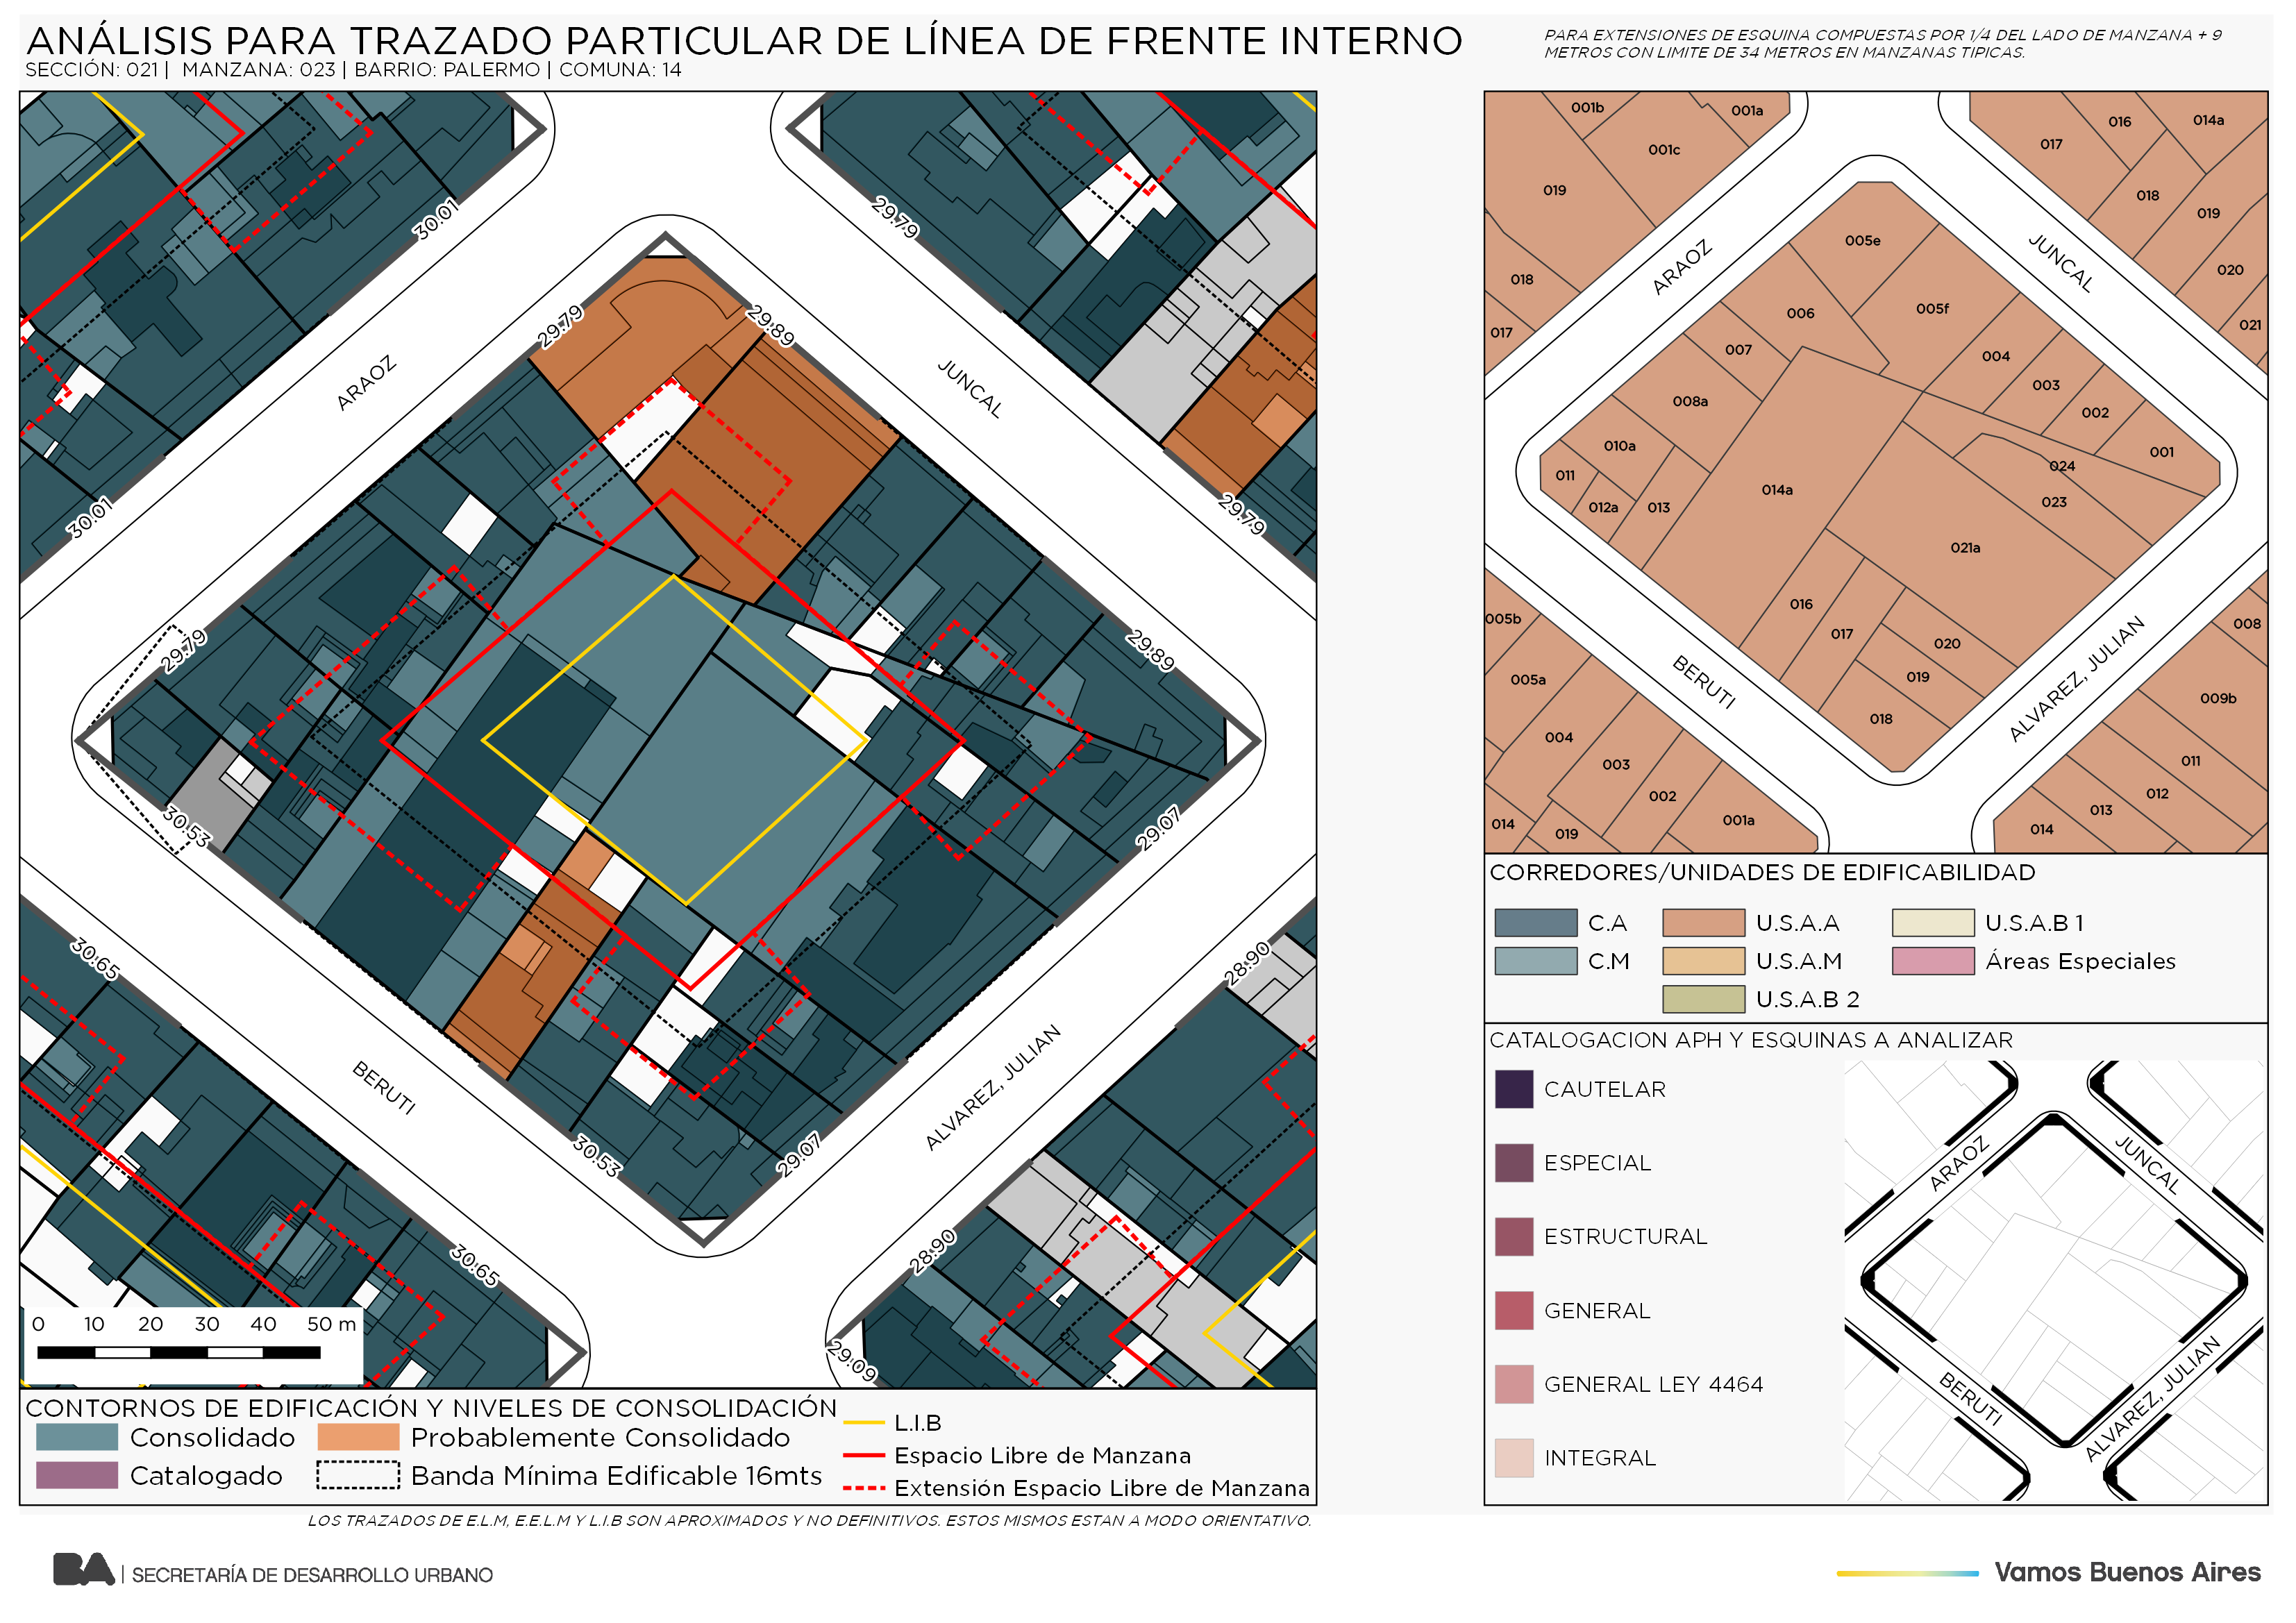 ANÁLISIS PARA TRAZADO PARTICULAR DE LÍNEA DE FRENTE INTERNO
SECCIÓN: 021 | MANZANA: 023 | BARRIO: PALERMO | COMUNA: 14
PARA EXTENSIONES DE ESQUINA COMPUESTAS POR 1/4 DEL LADO DE MANZANA + 9
METROS CON LIMITE DE 34 METROS EN MANZANAS TIPICAS.
30.01
29.79
ARAOZ
29.79
29.89
JUNCAL
30.01
29.79
29.79
29.89
30.53
29.07
30.65
28.90
BERUTI
ALVAREZ, JULIAN
30.53
29.07
30.65
28.90
29.09
0 10 20 30 40 50 m
CONTORNOS DE EDIFICACIÓN Y NIVELES DE CONSOLIDACIÓN
Consolidado
Probablemente Consolidado
Catalogado
Banda Mínima Edificable 16mts
L.I.B
Espacio Libre de Manzana
Extensión Espacio Libre de Manzana
LOS TRAZADOS DE E.L.M, E.E.L.M Y L.I.B SON APROXIMADOS Y NO DEFINITIVOS. ESTOS MISMOS ESTAN A MODO ORIENTATIVO.
001b
001a
001c
019
018
017
017
016
014a
018
019
020
021
ARAOZ
JUNCAL
005e
006
005f
007
004
008a
003
002
010a
001
011
024
012a
013
014a
023
021a
016
017
020
019
018
005b
005a
004
003
002
001a
014
019
BERUTI
ALVAREZ, JULIAN
008
009b
011
012
013
014
CORREDORES/UNIDADES DE EDIFICABILIDAD
C.A
U.S.A.A
U.S.A.B 1
C.M
U.S.A.M
Áreas Especiales
U.S.A.B 2
CATALOGACION APH Y ESQUINAS A ANALIZAR
CAUTELAR
ESPECIAL
ESTRUCTURAL
GENERAL
GENERAL LEY 4464
INTEGRAL
ARAOZ
JUNCAL
BERUTI
ALVAREZ, JULIAN
BA | SECRETARÍA DE DESARROLLO URBANO
Vamos Buenos Aires